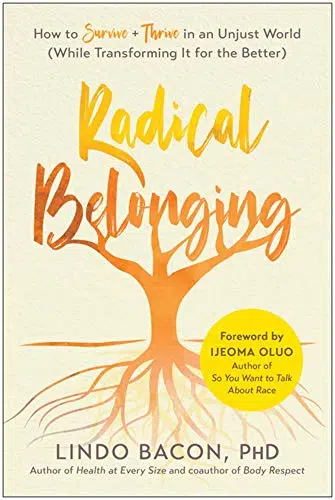 How to Survive + Thrive in an Unjust World
(While Transforming It for the Better)
Radical
Belonging
Foreword by
IJEOMA OLUO
Author of
So You Want to Talk
About Race
LINDO BACON, PHD
Author of Health at Every Size and coauthor of Body Respect